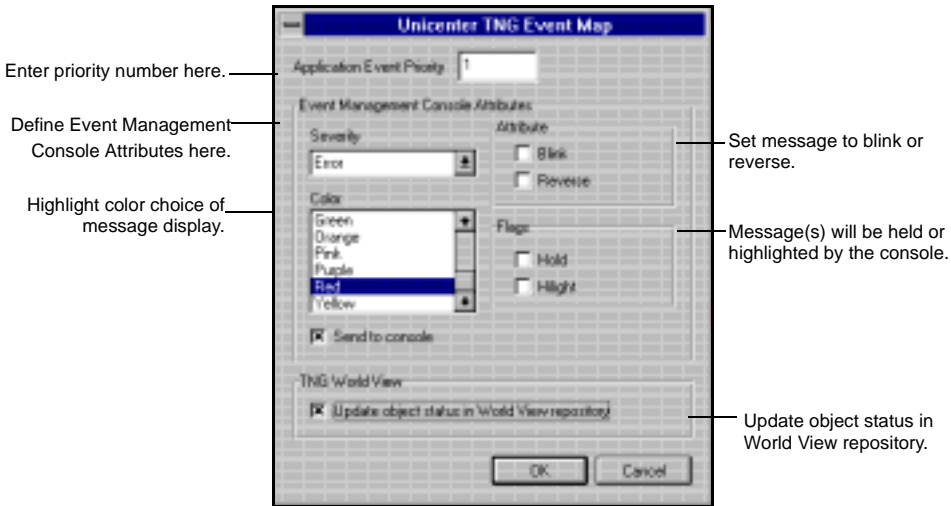 Unicenter TNG Event Map
Enter priority number here.
Application Event Priority
1
Define Event Management
Console Attributes here.
Event Management Console Attributes
Severity
Error
Attribute
Blink
Reverse
Set message to blink or
reverse.
Highlight color choice of
message display.
Color
Green
Orange
Pink
Purple
Red
Yellow
Flags
Hold
Hilight
Message(s) will be held or
highlighted by the console.
Send to console
TNG World View
Update object status in World View repository
Update object status in
World View repository.
OK
Cancel